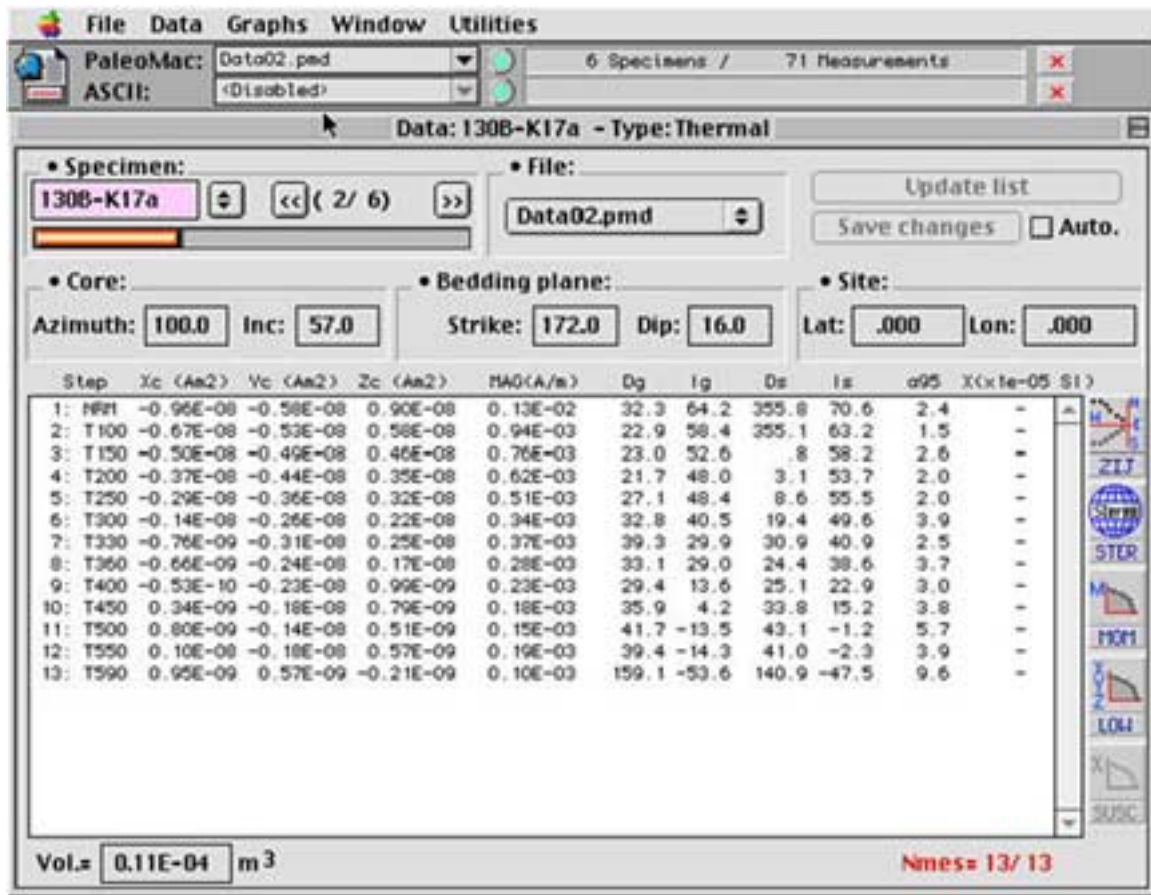 File Data Graphs Window Utilities
PaleoMac: Data02.pmd 6 Specimens / 71 Measurements
ASCII: <Disabled>
Data: 130B-K17a - Type: Thermal
• Specimen:
130B-K17a << ( 2/ 6) >>
• File:
Data02.pmd
Update list
Save changes Auto.
• Core:
Azimuth: 100.0 Inc: 57.0
• Bedding plane:
Strike: 172.0 Dip: 16.0
• Site:
Lat: .000 Lon: .000
Step Xc (Am2) Yc (Am2) Zc (Am2) MAG(A/m) Dg Ig Ds Is α95 X(x1e-05 SI)
1: NRM -0.96E-08 -0.58E-08 0.90E-08 0.13E-02 32.3 64.2 355.8 70.6 2.4 -
2: T100 -0.67E-08 -0.53E-08 0.58E-08 0.94E-03 22.9 58.4 355.1 63.2 1.5 -
3: T150 -0.50E-08 -0.49E-08 0.46E-08 0.76E-03 23.0 52.6 .8 58.2 2.6 -
4: T200 -0.37E-08 -0.44E-08 0.35E-08 0.62E-03 21.7 48.0 3.1 53.7 2.0 -
5: T250 -0.29E-08 -0.36E-08 0.32E-08 0.51E-03 27.1 48.4 8.6 55.5 2.0 -
6: T300 -0.14E-08 -0.26E-08 0.22E-08 0.34E-03 32.8 40.5 19.4 49.6 3.9 -
7: T330 -0.76E-09 -0.31E-08 0.25E-08 0.37E-03 39.3 29.9 30.9 40.9 2.5 -
8: T360 -0.66E-09 -0.24E-08 0.17E-08 0.28E-03 33.1 29.0 24.4 38.6 3.7 -
9: T400 -0.53E-10 -0.23E-08 0.99E-09 0.23E-03 29.4 13.6 25.1 22.9 3.0 -
10: T450 0.34E-09 -0.18E-08 0.79E-09 0.18E-03 35.9 4.2 33.8 15.2 3.8 -
11: T500 0.80E-09 -0.14E-08 0.51E-09 0.15E-03 41.7 -13.5 43.1 -1.2 5.7 -
12: T550 0.10E-08 -0.18E-08 0.57E-09 0.19E-03 39.4 -14.3 41.0 -2.3 3.9 -
13: T590 0.95E-09 0.57E-09 -0.21E-09 0.10E-03 159.1 -53.6 140.9 -47.5 9.6 -
ZIJ
Stereo
STER
M
MOM
LOW
X
SUSC
Vol.= 0.11E-04 m3
Nmes= 13/ 13